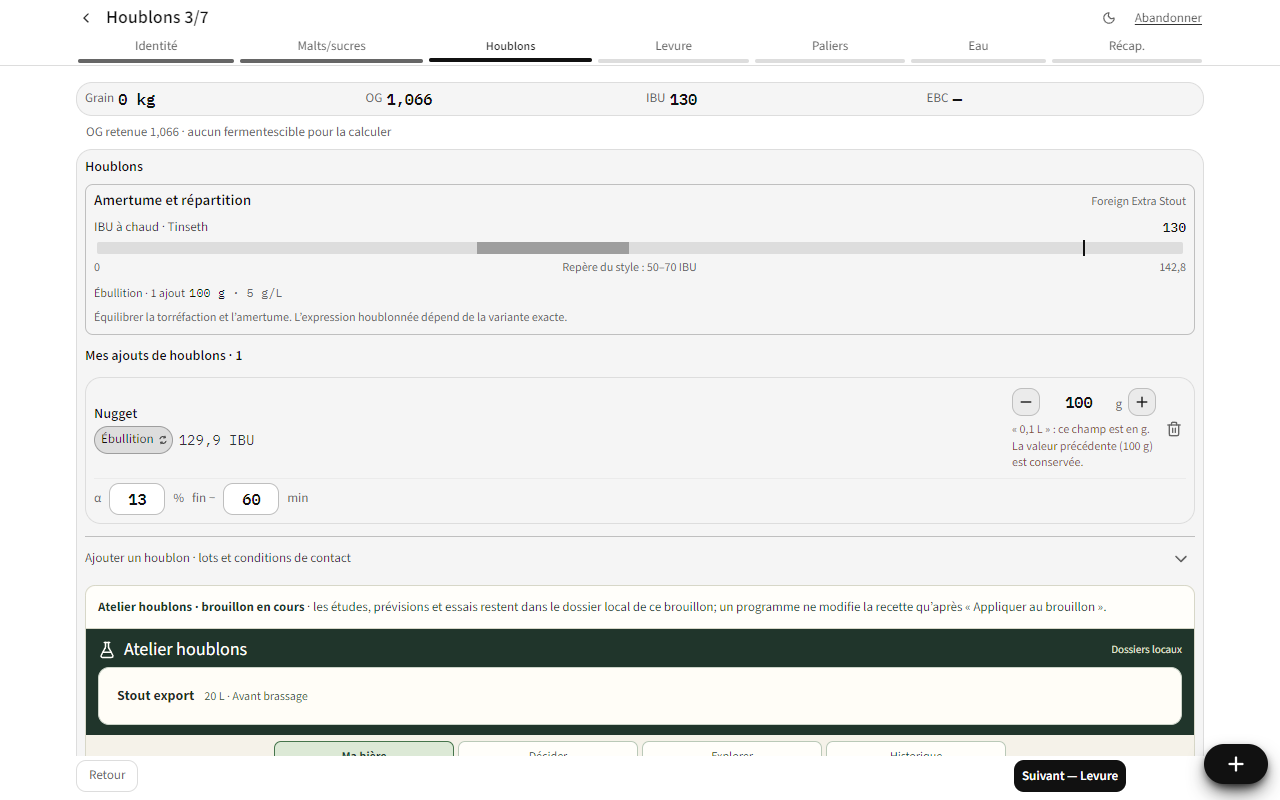 Houblons 3/7
Abandonner
Identité
Malts/sucres
Houblons
Levure
Paliers
Eau
Récap.
Grain 0 kg
OG 1,066
IBU 130
EBC —
OG retenue 1,066 · aucun fermentescible pour la calculer
Houblons
Amertume et répartition
Foreign Extra Stout
IBU à chaud · Tinseth
130
0
Repère du style : 50–70 IBU
142,8
Ébullition · 1 ajout 100 g · 5 g/L
Équilibrer la torréfaction et l’amertume. L’expression houblonnée dépend de la variante exacte.
Mes ajouts de houblons · 1
Nugget
Ébullition 129,9 IBU
− 100 g +
« 0,1 L » : ce champ est en g.
La valeur précédente (100 g)
est conservée.
α 13 % fin − 60 min
Ajouter un houblon · lots et conditions de contact
Atelier houblons · brouillon en cours · les études, prévisions et essais restent dans le dossier local de ce brouillon; un programme ne modifie la recette qu’après « Appliquer au brouillon ».
Atelier houblons
Dossiers locaux
Stout export 20 L · Avant brassage
Ma bière
Décider
Explorer
Historique
Retour
Suivant — Levure
+